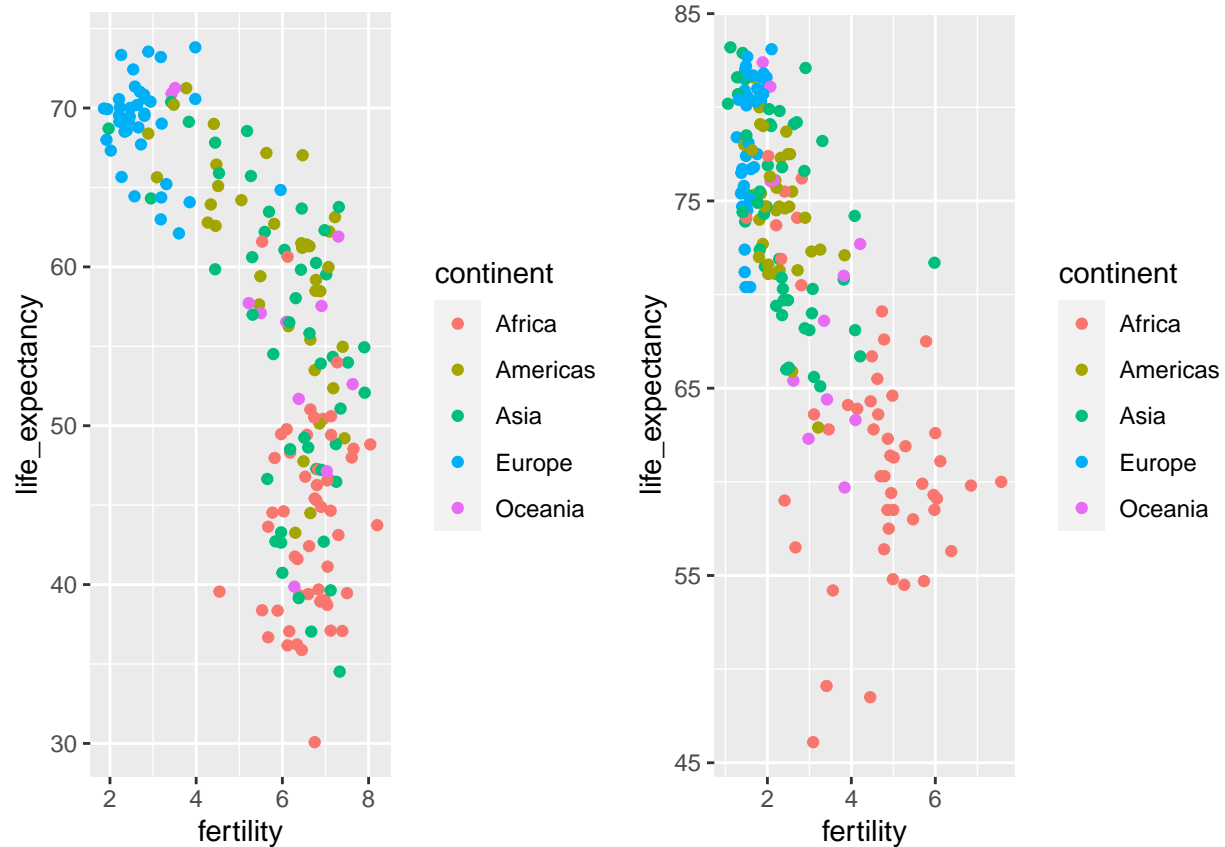 70
60
50
40
30
2
4
6
8
fertility
life_expectancy
continent
Africa
Americas
Asia
Europe
Oceania
85
75
65
55
45
2
4
6
fertility
life_expectancy
continent
Africa
Americas
Asia
Europe
Oceania